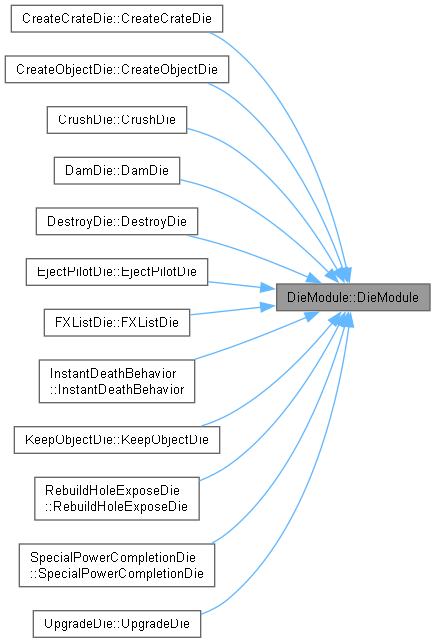 CreateCrateDie::CreateCrateDie
CreateObjectDie::CreateObjectDie
CrushDie::CrushDie
DamDie::DamDie
DestroyDie::DestroyDie
EjectPilotDie::EjectPilotDie
DieModule::DieModule
FXListDie::FXListDie
InstantDeathBehavior
::InstantDeathBehavior
KeepObjectDie::KeepObjectDie
RebuildHoleExposeDie
::RebuildHoleExposeDie
SpecialPowerCompletionDie
::SpecialPowerCompletionDie
UpgradeDie::UpgradeDie